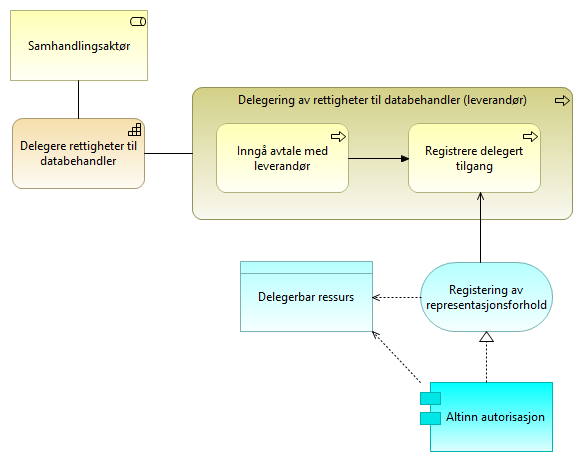 Samhandlingsaktør
Delegere rettigheter til
databehandler
Delegering av rettigheter til databehandler (leverandør)
Inngå avtale med
leverandør
Registrere delegert
tilgang
Delegerbar ressurs
Registering av
representasjonsforhold
Altinn autorisasjon